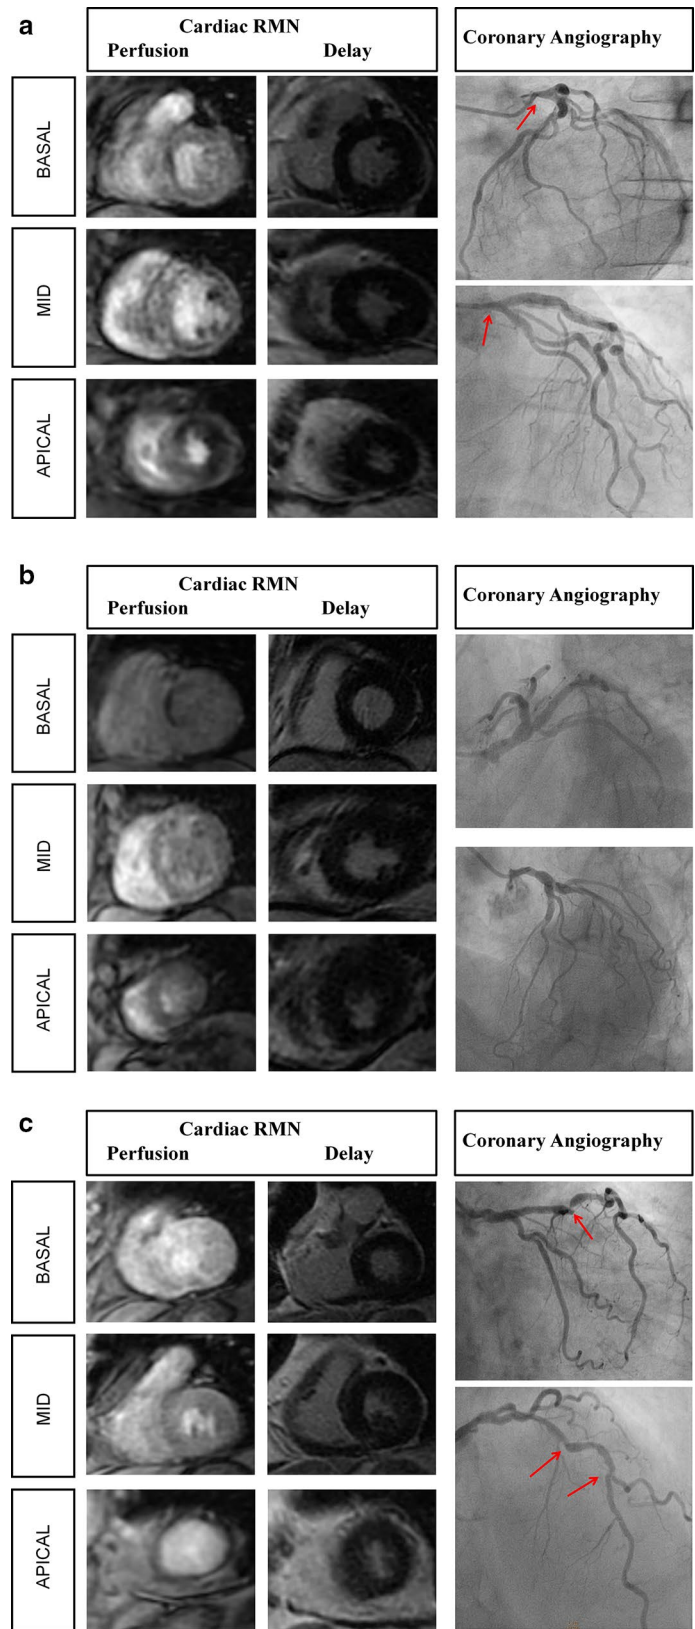 a
Cardiac RMN
Perfusion Delay
Coronary Angiography
BASAL
MID
APICAL
b
Cardiac RMN
Perfusion Delay
Coronary Angiography
BASAL
MID
APICAL
c
Cardiac RMN
Perfusion Delay
Coronary Angiography
BASAL
MID
APICAL